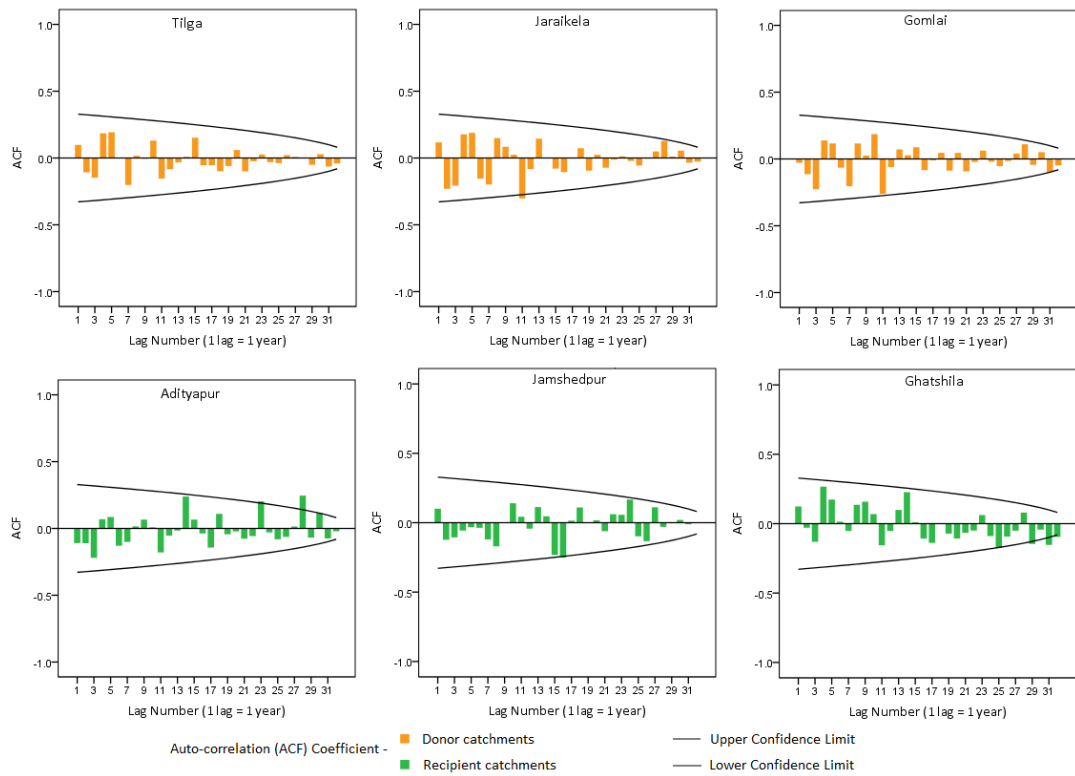 Tilga
Jaraikela
Gomlai
1.0
0.5
0.0
-0.5
-1.0
ACF
1 3 5 7 9 11 13 15 17 19 21 23 25 27 29 31
Lag Number (1 lag = 1 year)
1.0
0.5
0.0
-0.5
-1.0
ACF
1 3 5 7 9 11 13 15 17 19 21 23 25 27 29 31
Lag Number (1 lag = 1 year)
1.0
0.5
0.0
-0.5
-1.0
ACF
1 3 5 7 9 11 13 15 17 19 21 23 25 27 29 31
Lag Number (1 lag = 1 year)
Adityapur
Jamshedpur
Ghatshila
1.0
0.5
0.0
-0.5
-1.0
ACF
1 3 5 7 9 11 13 15 17 19 21 23 25 27 29 31
Lag Number (1 lag = 1 year)
1.0
0.5
0.0
-0.5
-1.0
ACF
1 3 5 7 9 11 13 15 17 19 21 23 25 27 29 31
Lag Number (1 lag = 1 year)
1.0
0.5
0.0
-0.5
-1.0
ACF
1 3 5 7 9 11 13 15 17 19 21 23 25 27 29 31
Lag Number (1 lag = 1 year)
Auto-correlation (ACF) Coefficient -
Donor catchments
Upper Confidence Limit
Recipient catchments
Lower Confidence Limit